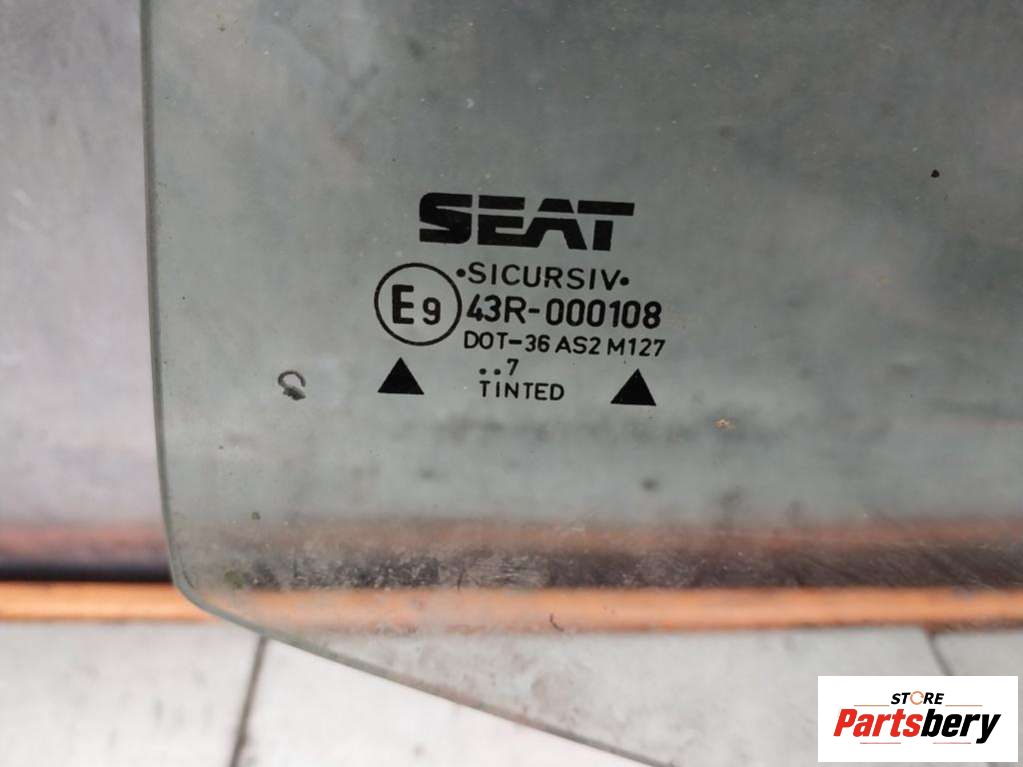 SEAT
•SICURSIV•
E9 43R-000108
DOT-36 AS2 M127
..7
TINTED
STORE
Partsbery